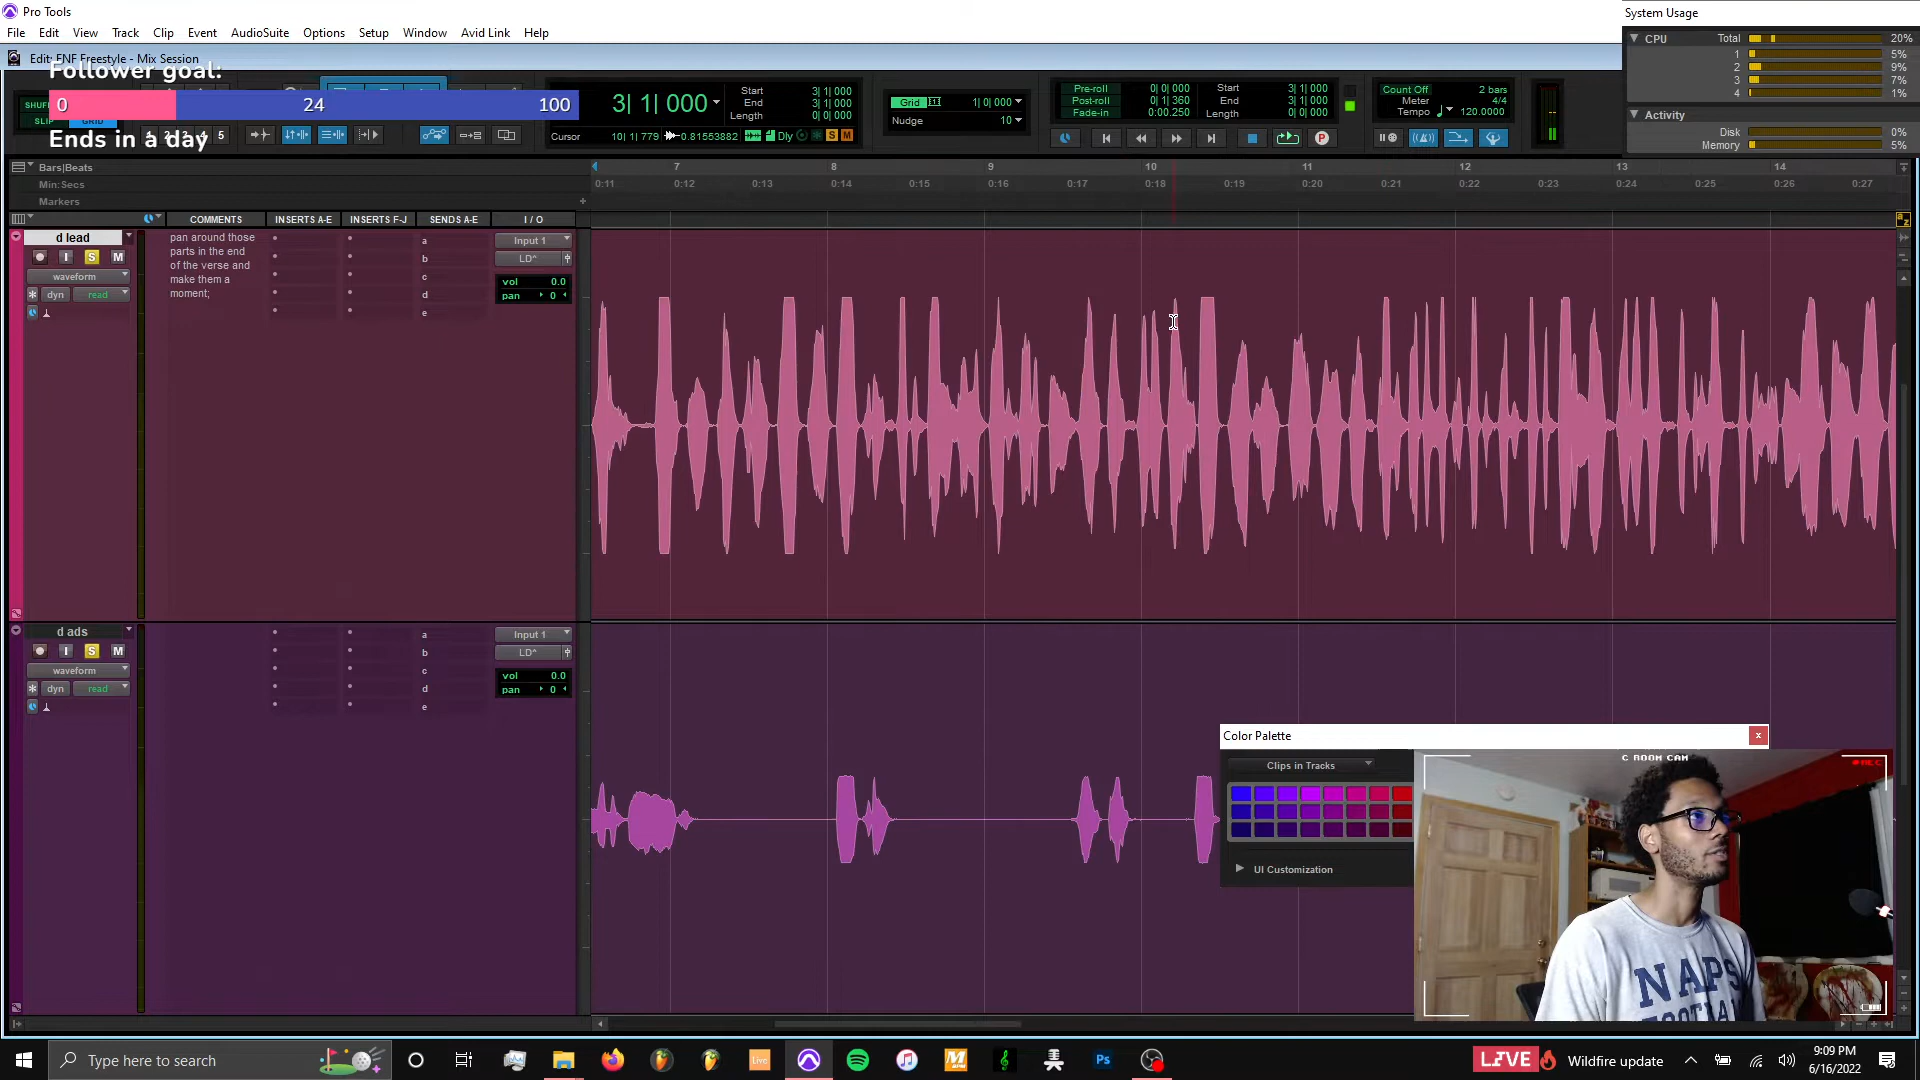 Pro Tools
File Edit View Track Clip Event AudioSuite Options Setup Window Avid Link Help
Edit: FNF Freestyle - Mix Session
Follower goal:
0 24 100
Ends in a day
SLIP GRID
1 2 3 4 5
3| 1| 000
Start 3| 1| 000
End 3| 1| 000
Length 0| 0| 000
Cursor 10| 1| 779 -0.81553882 Dly S M
Grid 1| 0| 000
Nudge 10
Pre-roll 0| 0| 000
Post-roll 0| 1| 360
Fade-in 0:00.250
Start 3| 1| 000
End 3| 1| 000
Length 0| 0| 000
Count Off 2 bars
Meter 4/4
Tempo 120.0000
System Usage
CPU Total 20%
1 5%
2 9%
3 7%
4 1%
Activity
Disk 0%
Memory 5%
Bars|Beats 7 8 9 10 11 12 13 14
Min:Secs 0:11 0:12 0:13 0:14 0:15 0:16 0:17 0:18 0:19 0:20 0:21 0:22 0:23 0:24 0:25 0:26 0:27
Markers
COMMENTS INSERTS A-E INSERTS F-J SENDS A-E I / O
d lead
I S M
waveform
dyn read
pan around those
parts in the end
of the verse and
make them a
moment;
a
b
c
d
e
Input 1
LD"
vol 0.0
pan 0
d ads
I S M
waveform
dyn read
a
b
c
d
e
Input 1
LD"
vol 0.0
pan 0
Color Palette
Clips in Tracks
UI Customization
C ROOM CAM
REC
NAPS
FOOTBALL
Type here to search
Live
Ps
LIVE Wildfire update
9:09 PM
6/16/2022